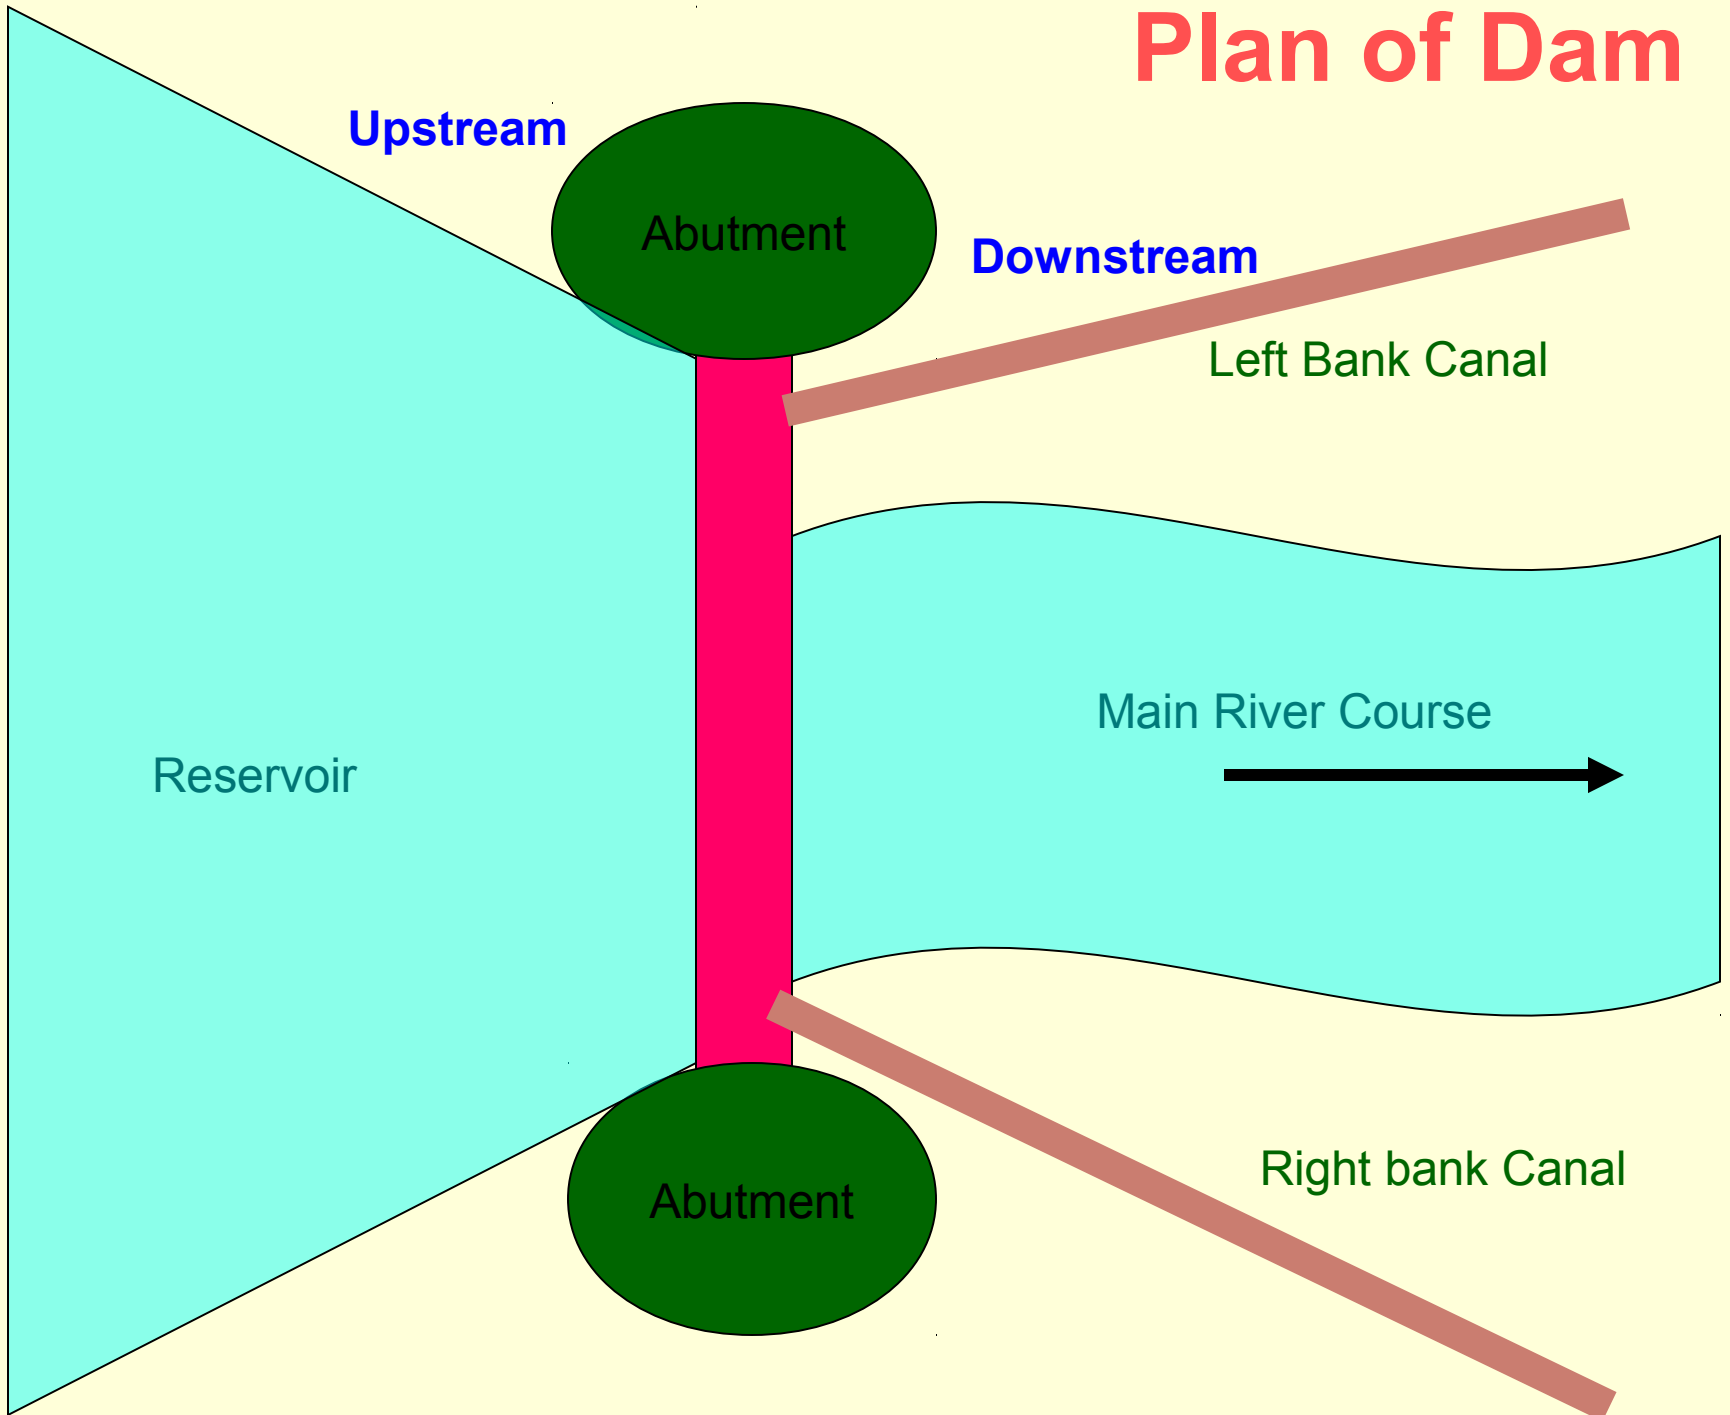 Plan of Dam
Upstream
Abutment
Downstream
Left Bank Canal
Main River Course
Reservoir
Right bank Canal
Abutment